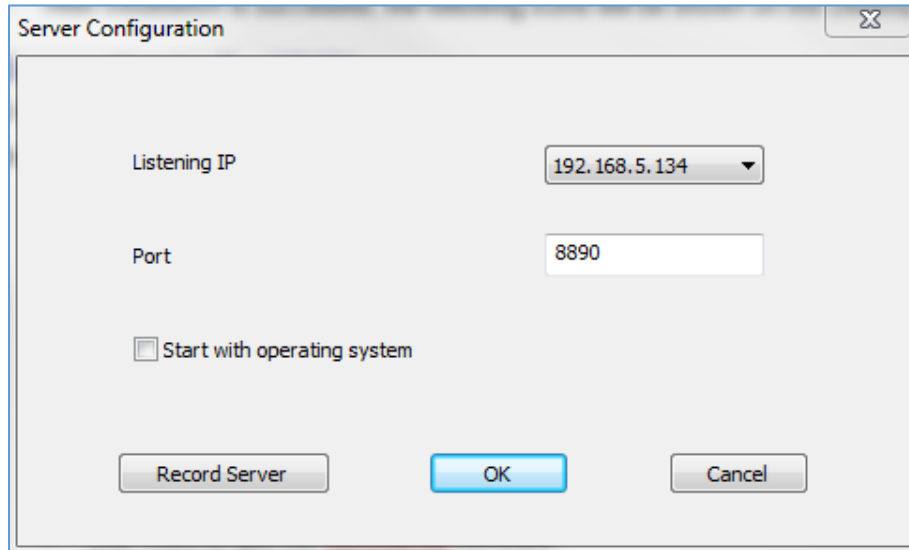 Server Configuration
Listening IP
192.168.5.134
Port
8890
Start with operating system
Record Server
OK
Cancel